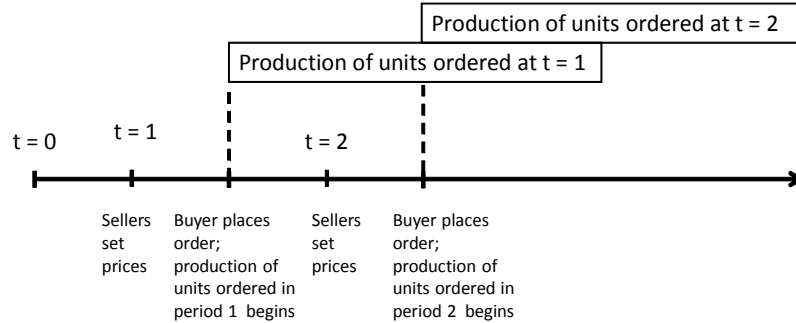 Production of units ordered at t = 2
Production of units ordered at t = 1
t = 0
t = 1
t = 2
Sellers
set
prices
Buyer places
order;
production of
units ordered in
period 1 begins
Sellers
set
prices
Buyer places
order;
production of
units ordered in
period 2 begins